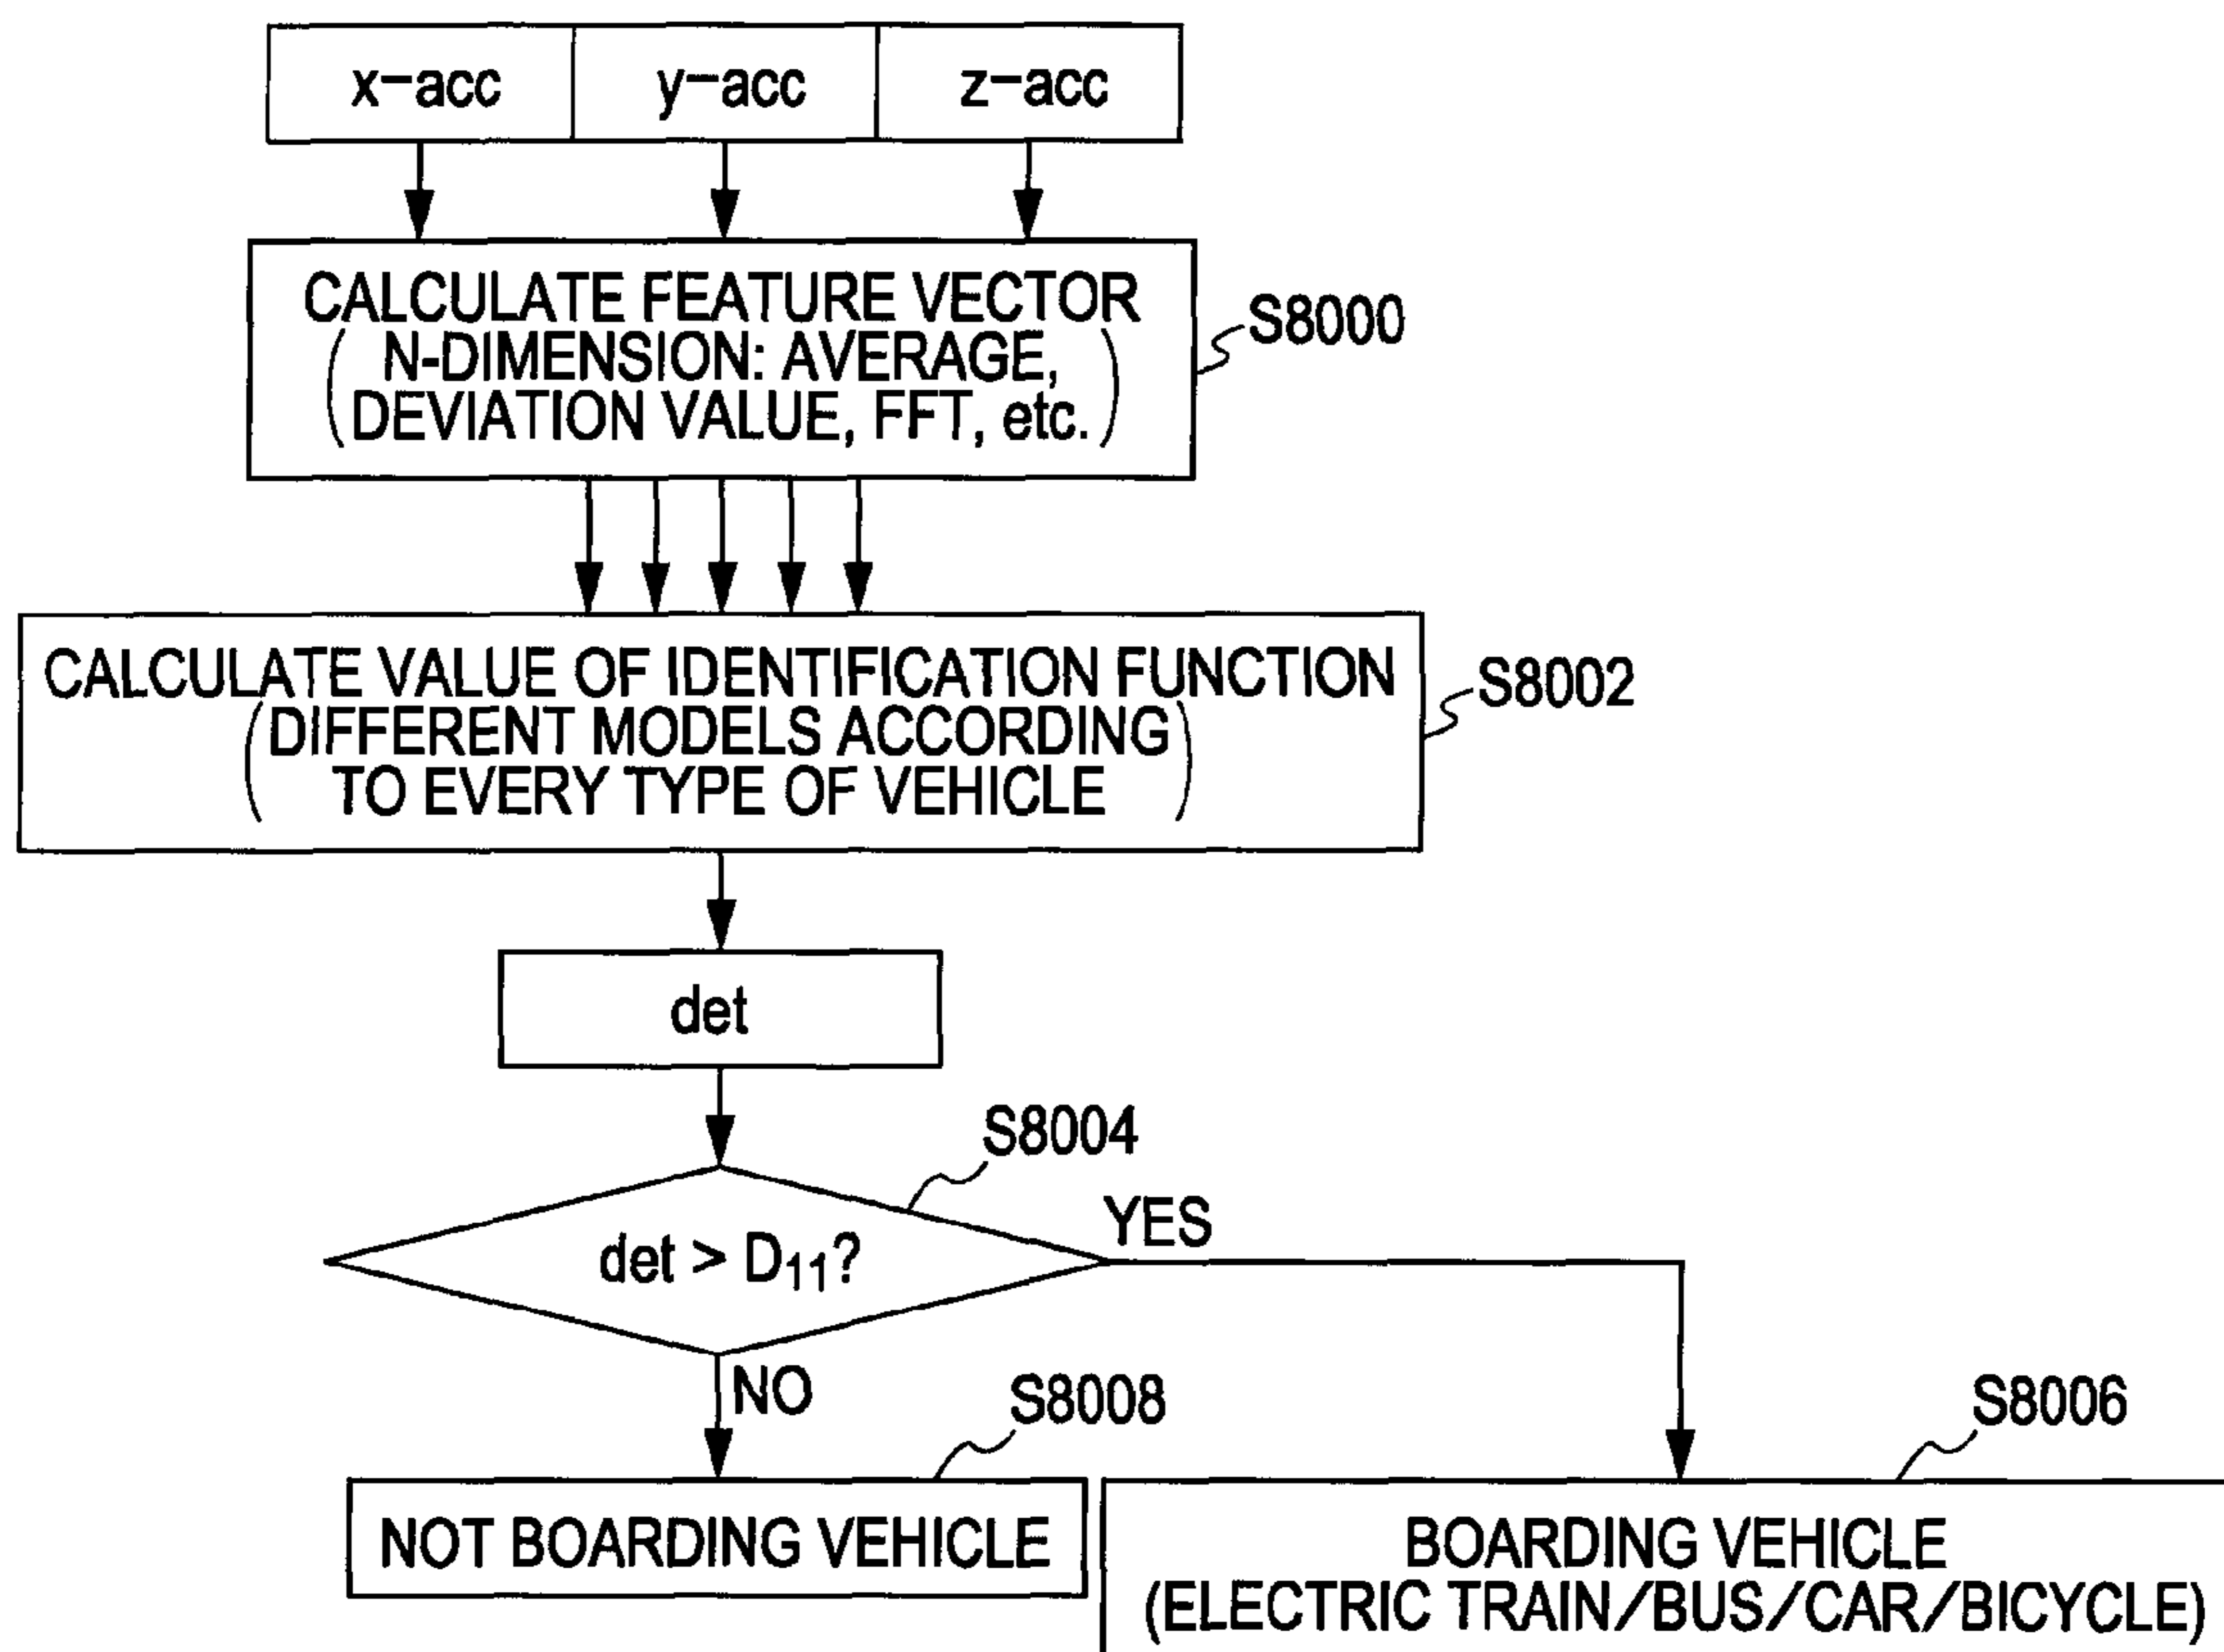 x-acc y-acc z-acc
CALCULATE FEATURE VECTOR
(N-DIMENSION: AVERAGE,
DEVIATION VALUE, FFT, etc.)
S8000
CALCULATE VALUE OF IDENTIFICATION FUNCTION
(DIFFERENT MODELS ACCORDING
TO EVERY TYPE OF VEHICLE)
S8002
det
S8004
det > D₁₁?
YES
NO
S8008
NOT BOARDING VEHICLE
S8006
BOARDING VEHICLE
(ELECTRIC TRAIN/BUS/CAR/BICYCLE)